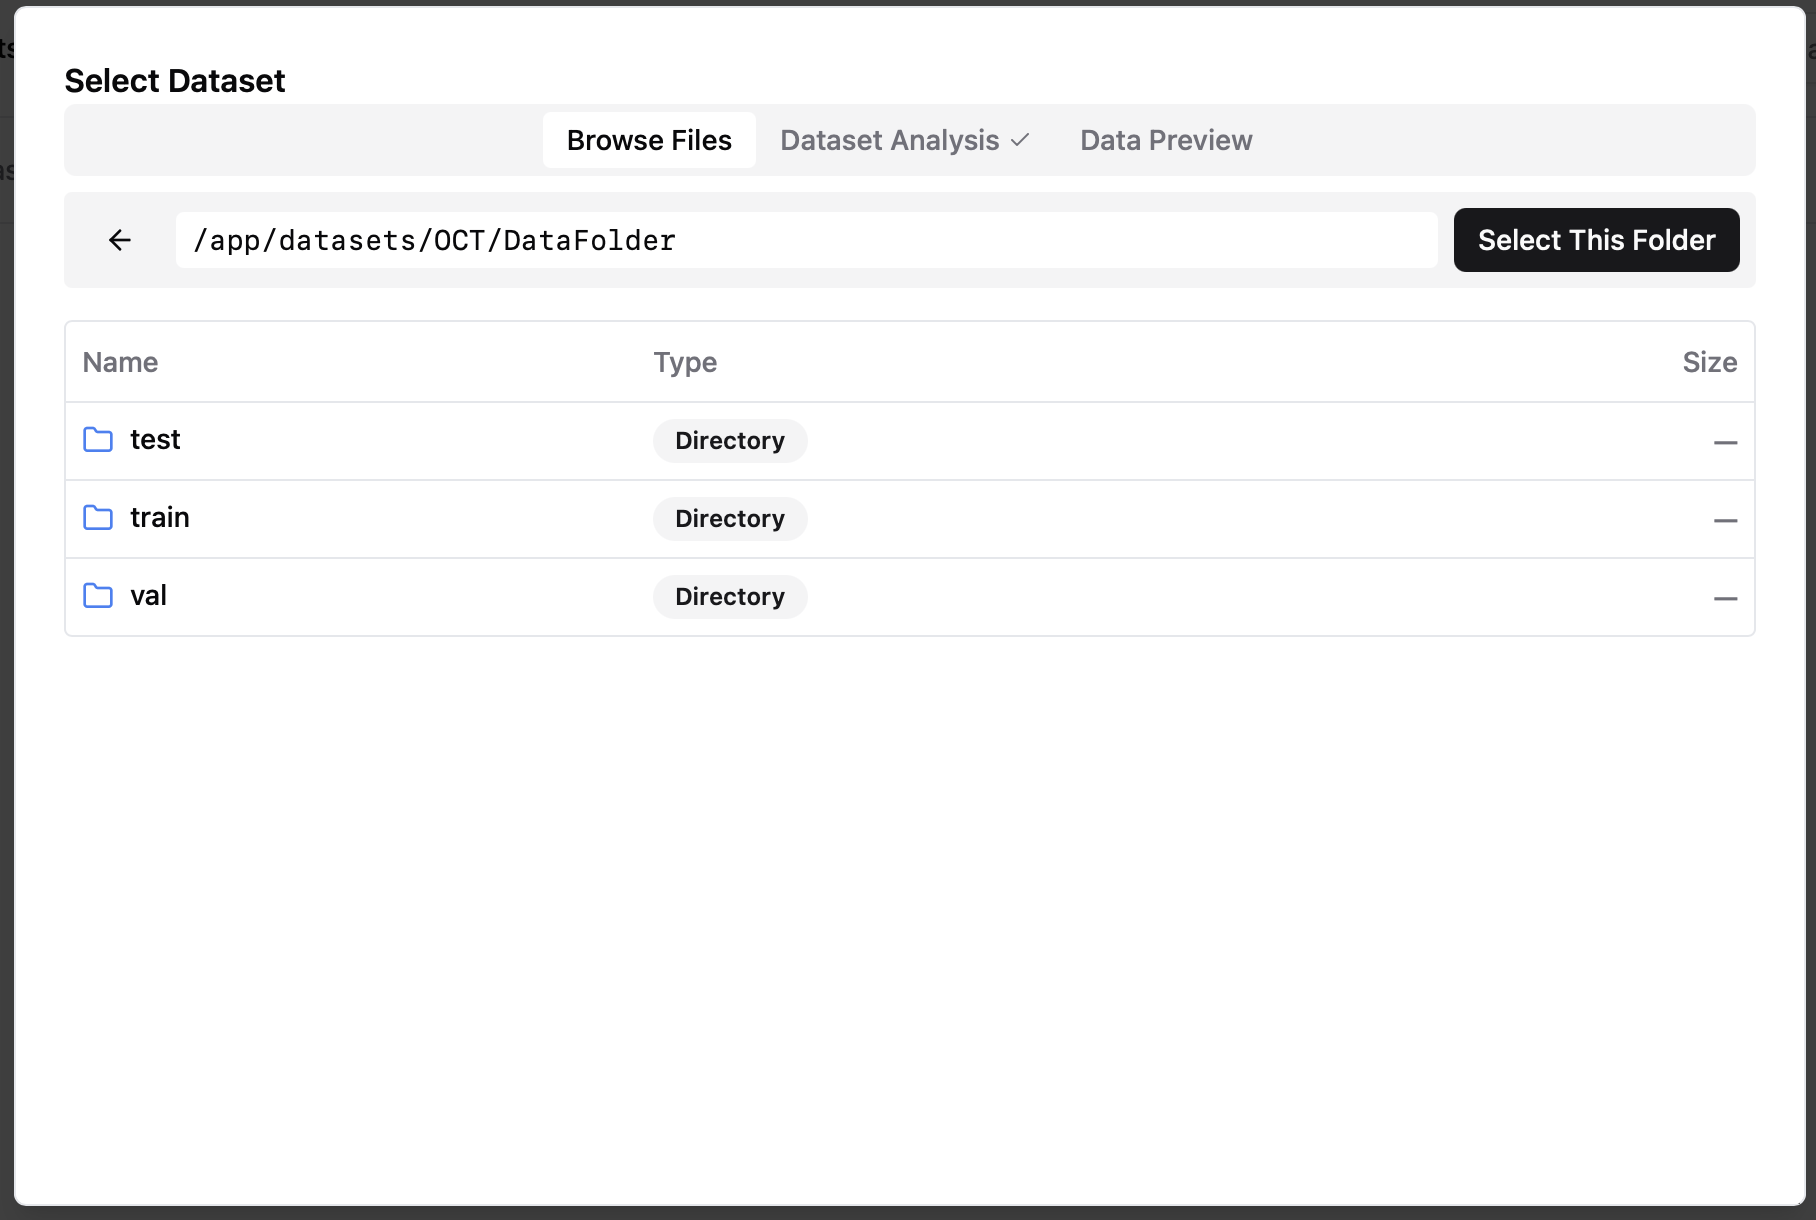 Select Dataset
Browse Files Dataset Analysis ✓ Data Preview
/app/datasets/OCT/DataFolder Select This Folder
Name Type Size
test Directory —
train Directory —
val Directory —